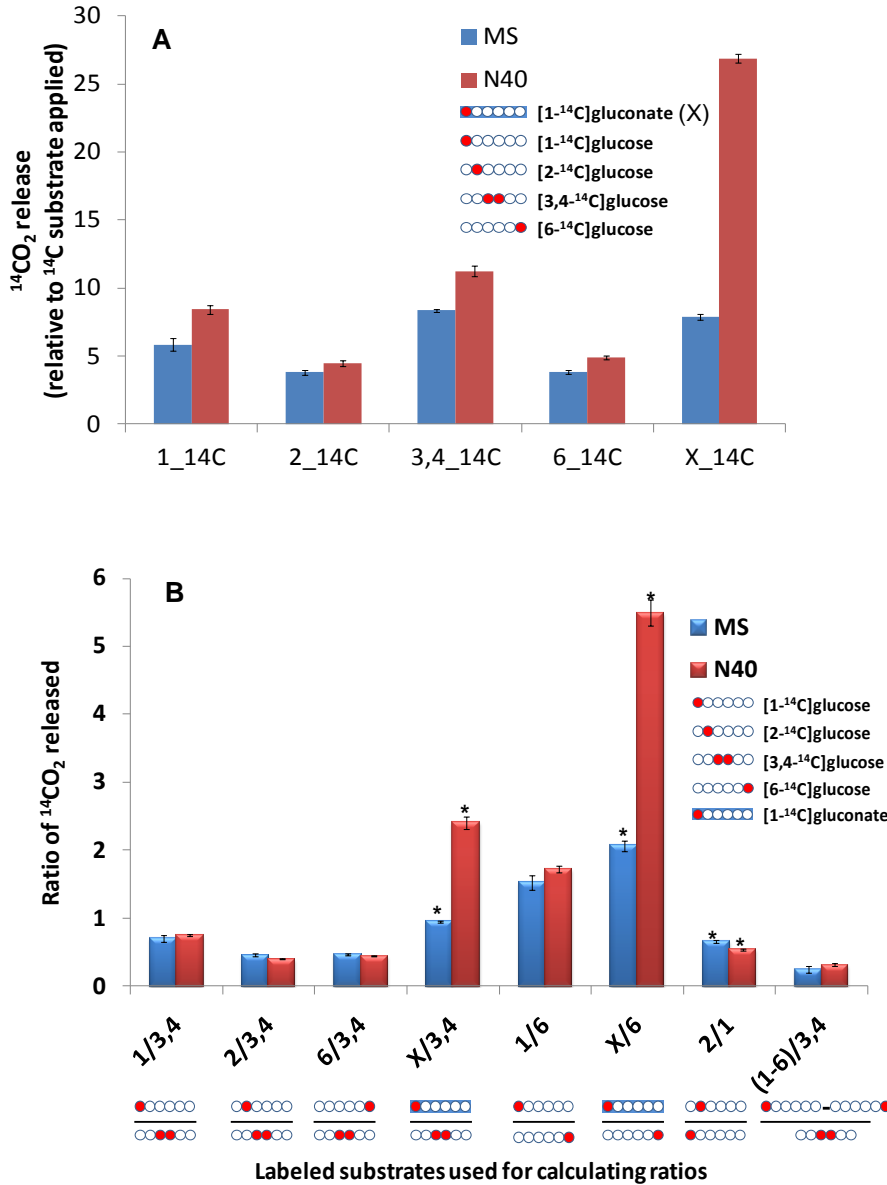 A
MS
N40
[1-¹⁴C]gluconate (X)
[1-¹⁴C]glucose
[2-¹⁴C]glucose
[3,4-¹⁴C]glucose
[6-¹⁴C]glucose
¹⁴CO₂ release
(relative to ¹⁴C substrate applied)
30
25
20
15
10
5
0
1_14C 2_14C 3,4_14C 6_14C X_14C
B
MS
N40
[1-¹⁴C]glucose
[2-¹⁴C]glucose
[3,4-¹⁴C]glucose
[6-¹⁴C]glucose
[1-¹⁴C]gluconate
Ratio of ¹⁴CO₂ released
6
5
4
3
2
1
0
* * * * * *
1/3,4 2/3,4 6/3,4 X/3,4 1/6 X/6 2/1 (1-6)/3,4
-
Labeled substrates used for calculating ratios